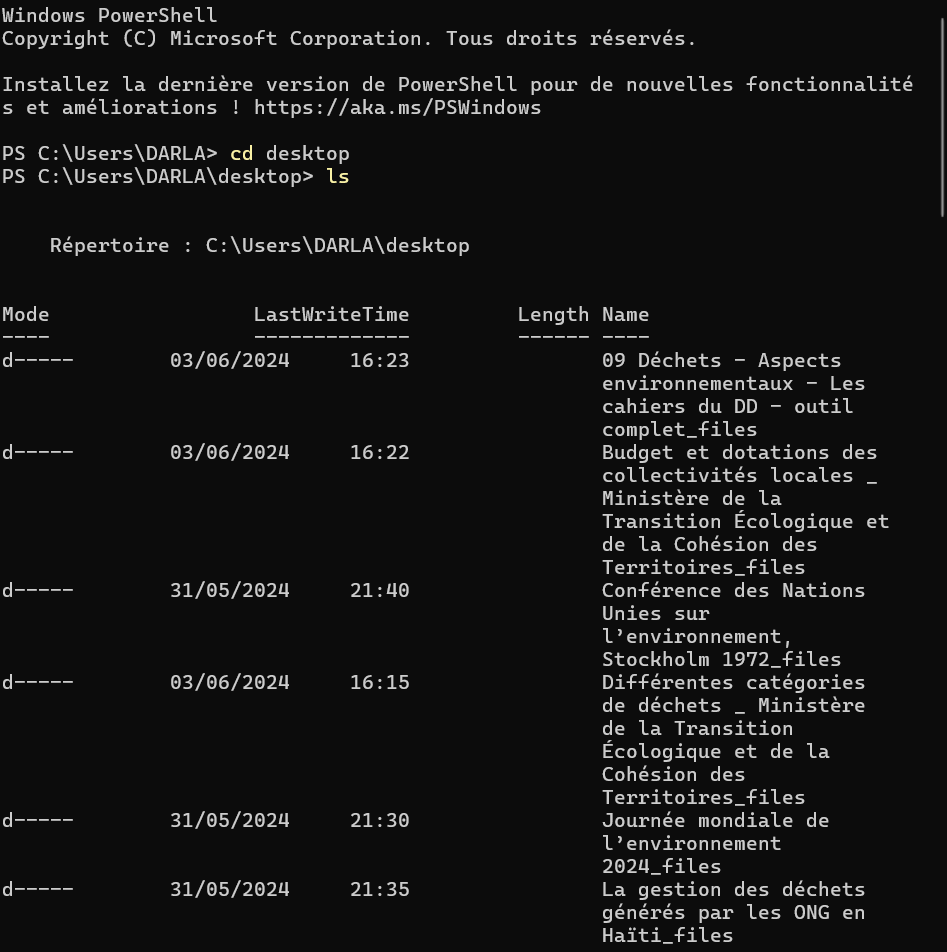 Windows PowerShell
Copyright (C) Microsoft Corporation. Tous droits réservés.
Installez la dernière version de PowerShell pour de nouvelles fonctionnalité
s et améliorations ! https://aka.ms/PSWindows
PS C:\Users\DARLA> cd desktop
PS C:\Users\DARLA\desktop> ls
Répertoire : C:\Users\DARLA\desktop
Mode LastWriteTime Length Name
---- ------------- ------ ----
d----- 03/06/2024 16:23 09 Déchets - Aspects
environnementaux - Les
cahiers du DD - outil
complet_files
d----- 03/06/2024 16:22 Budget et dotations des
collectivités locales _
Ministère de la
Transition Écologique et
de la Cohésion des
Territoires_files
d----- 31/05/2024 21:40 Conférence des Nations
Unies sur
l’environnement,
Stockholm 1972_files
d----- 03/06/2024 16:15 Différentes catégories
de déchets _ Ministère
de la Transition
Écologique et de la
Cohésion des
Territoires_files
d----- 31/05/2024 21:30 Journée mondiale de
l’environnement
2024_files
d----- 31/05/2024 21:35 La gestion des déchets
générés par les ONG en
Haïti_files